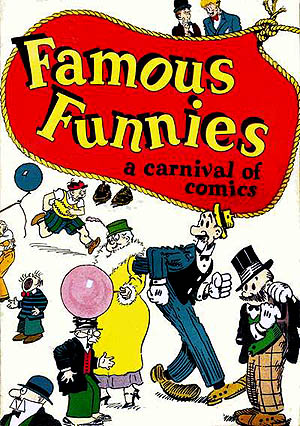 Famous
Funnies
a carnival of
comics